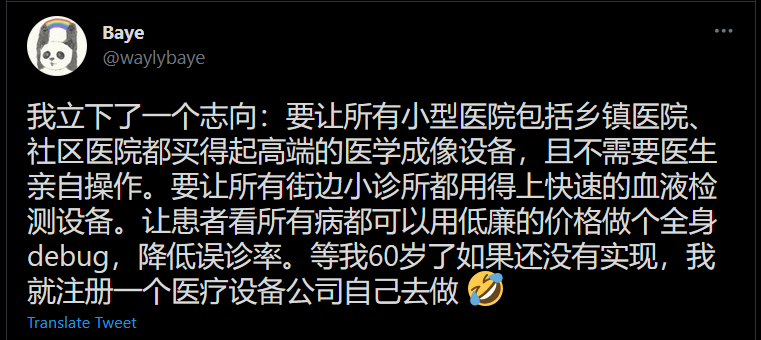 Baye
@waylybaye
我立下了一个志向：要让所有小型医院包括乡镇医院、
社区医院都买得起高端的医学成像设备，且不需要医生
亲自操作。要让所有街边小诊所都用得上快速的血液检
测设备。让患者看所有病都可以用低廉的价格做个全身
debug，降低误诊率。等我60岁了如果还没有实现，我
就注册一个医疗设备公司自己去做 🤣
Translate Tweet